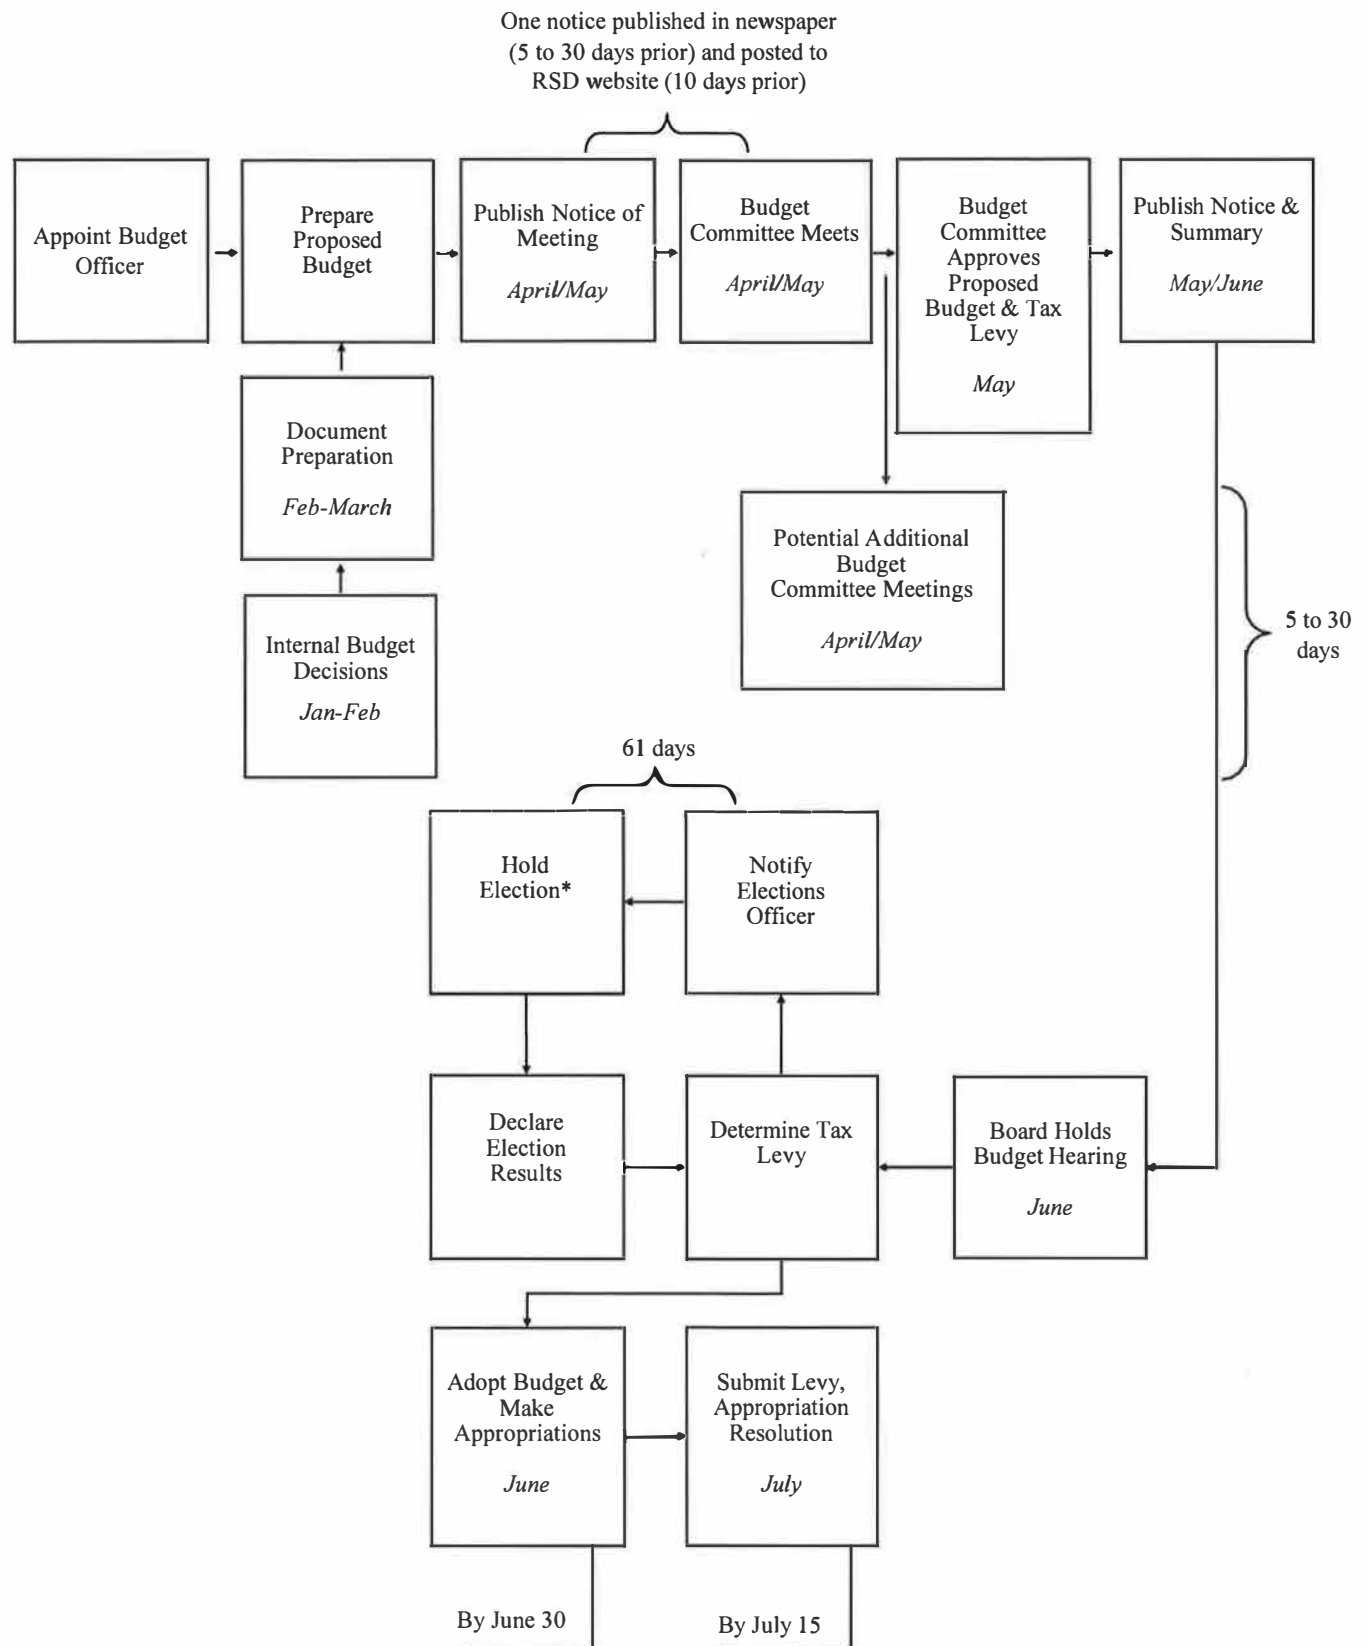 One notice published in newspaper
(5 to 30 days prior) and posted to
RSD website (10 days prior)
Appoint Budget
Officer
Prepare
Proposed
Budget
Publish Notice of
Meeting
April/May
Budget
Committee Meets
April/May
Budget
Committee
Approves
Proposed
Budget & Tax
Levy
May
Publish Notice &
Summary
May/June
Document
Preparation
Feb-March
Potential Additional
Budget
Committee Meetings
April/May
5 to 30
days
Internal Budget
Decisions
Jan-Feb
61 days
Hold
Election*
Notify
Elections
Officer
Declare
Election
Results
Determine Tax
Levy
Board Holds
Budget Hearing
June
Adopt Budget &
Make
Appropriations
June
Submit Levy,
Appropriation
Resolution
July
By June 30
By July 15